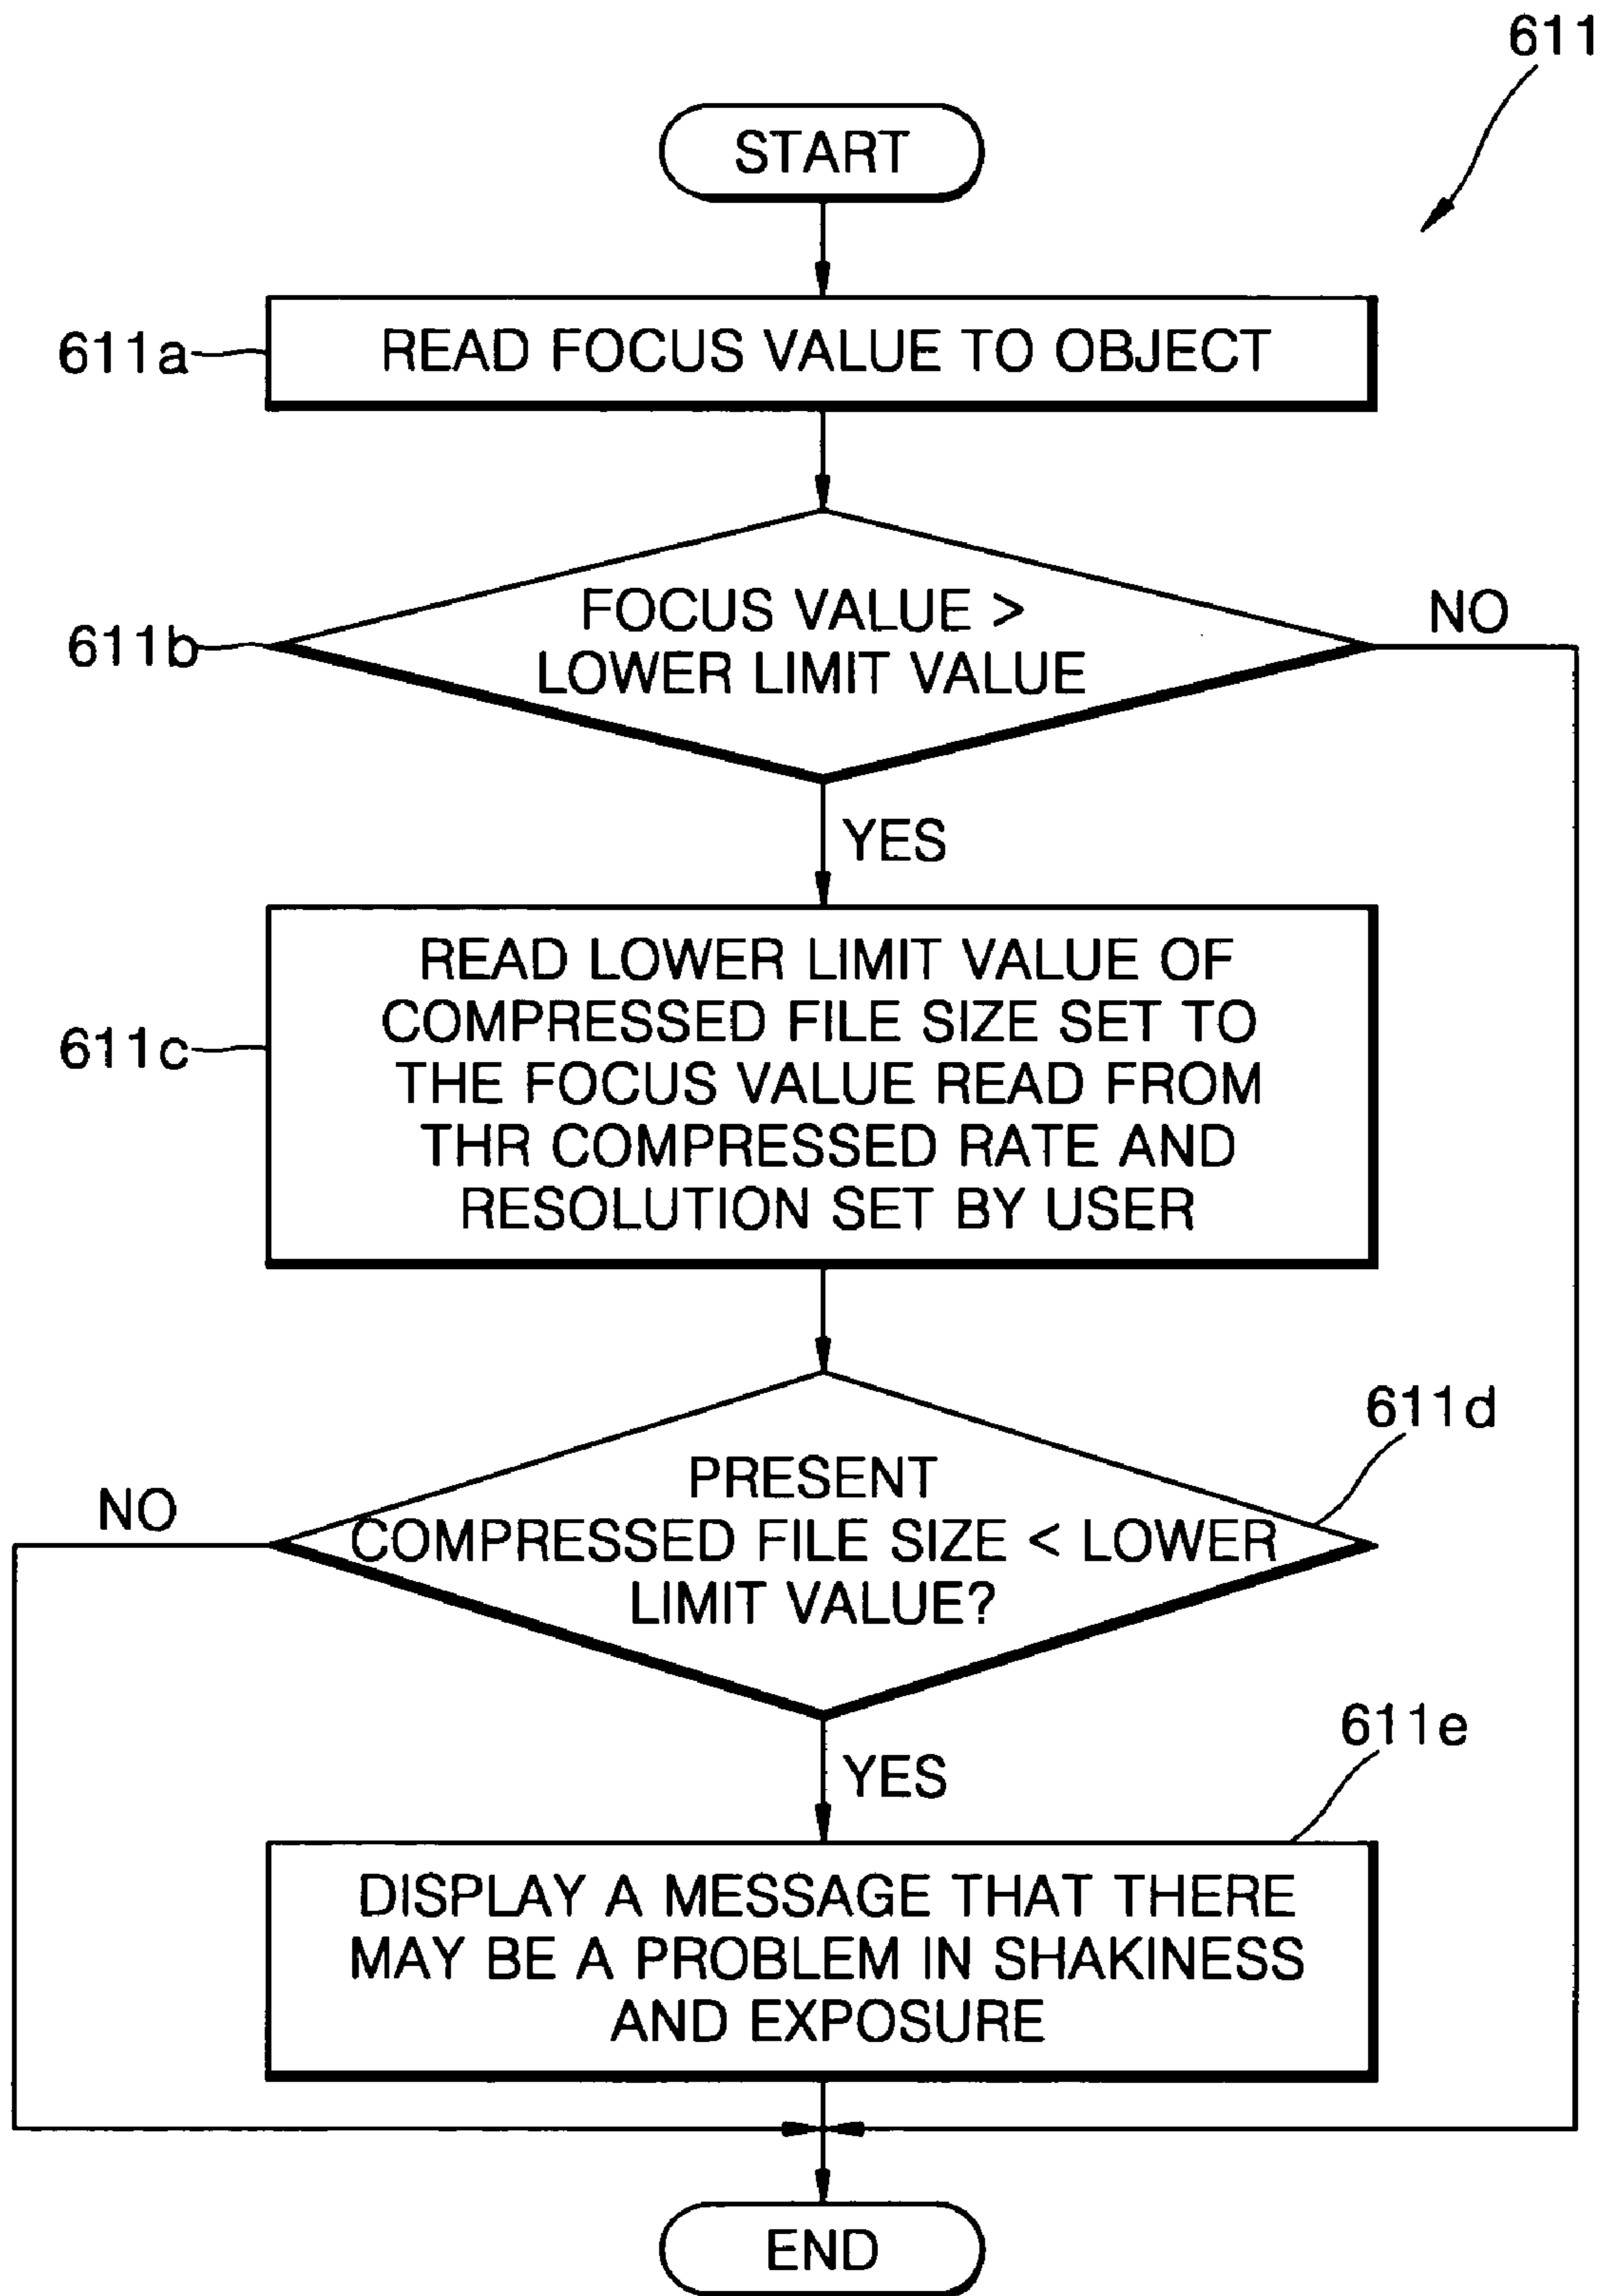 611
START
611a
READ FOCUS VALUE TO OBJECT
611b
FOCUS VALUE >
LOWER LIMIT VALUE
NO
YES
611c
READ LOWER LIMIT VALUE OF
COMPRESSED FILE SIZE SET TO
THE FOCUS VALUE READ FROM
THR COMPRESSED RATE AND
RESOLUTION SET BY USER
611d
NO
PRESENT
COMPRESSED FILE SIZE < LOWER
LIMIT VALUE?
YES
611e
DISPLAY A MESSAGE THAT THERE
MAY BE A PROBLEM IN SHAKINESS
AND EXPOSURE
END